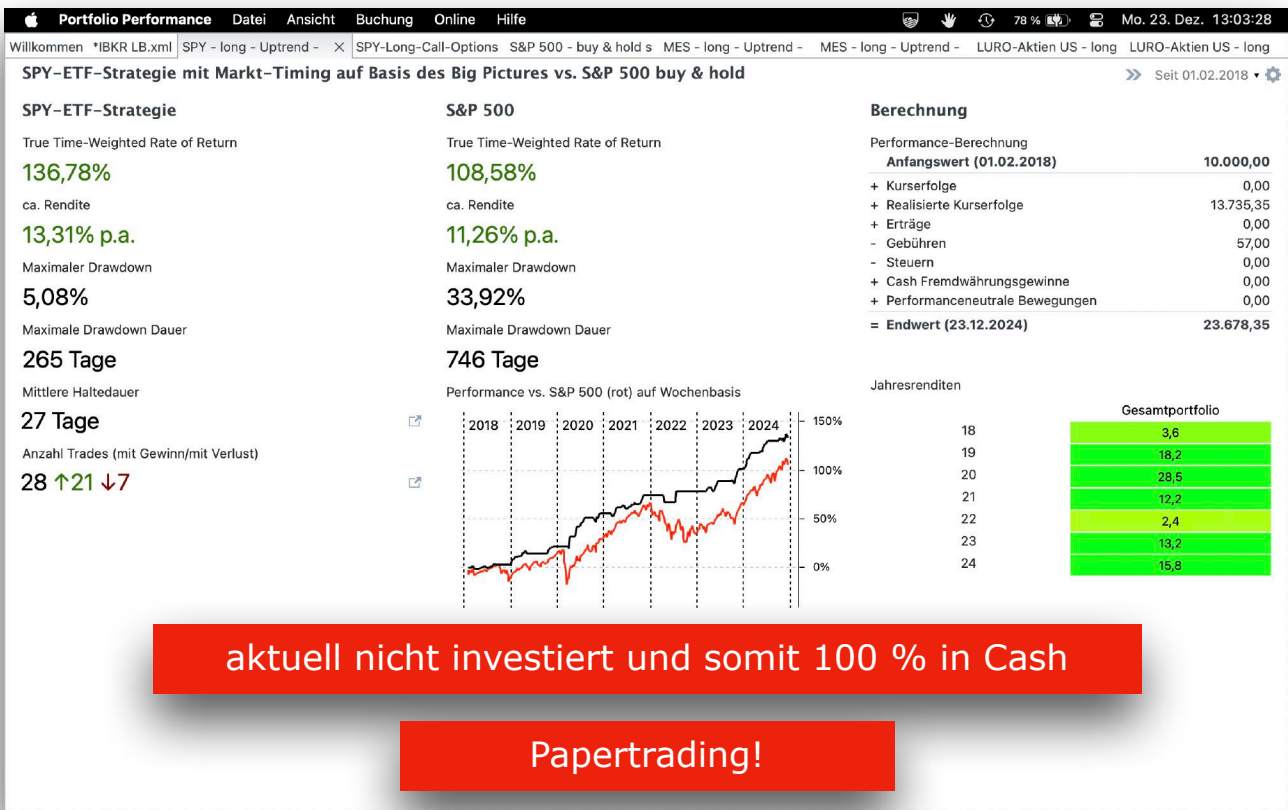 Portfolio Performance Datei Ansicht Buchung Online Hilfe 78 % Mo. 23. Dez. 13:03:28
Willkommen *IBKR LB.xml SPY - long - Uptrend - SPY-Long-Call-Options S&P 500 - buy & hold s MES - long - Uptrend - MES - long - Uptrend - LURO-Aktien US - long LURO-Aktien US - long
SPY-ETF-Strategie mit Markt-Timing auf Basis des Big Pictures vs. S&P 500 buy & hold
Seit 01.02.2018
SPY-ETF-Strategie
True Time-Weighted Rate of Return
136,78%
ca. Rendite
13,31% p.a.
Maximaler Drawdown
5,08%
Maximale Drawdown Dauer
265 Tage
Mittlere Haltedauer
27 Tage
Anzahl Trades (mit Gewinn/mit Verlust)
28 ↑21 ↓7
S&P 500
True Time-Weighted Rate of Return
108,58%
ca. Rendite
11,26% p.a.
Maximaler Drawdown
33,92%
Maximale Drawdown Dauer
746 Tage
Performance vs. S&P 500 (rot) auf Wochenbasis
2018 2019 2020 2021 2022 2023 2024
150%
100%
50%
0%
Berechnung
Performance-Berechnung
Anfangswert (01.02.2018) 10.000,00
+ Kurserfolge 0,00
+ Realisierte Kurserfolge 13.735,35
+ Erträge 0,00
- Gebühren 57,00
- Steuern 0,00
+ Cash Fremdwährungsgewinne 0,00
+ Performanceneutrale Bewegungen 0,00
= Endwert (23.12.2024) 23.678,35
Jahresrenditen
Gesamtportfolio
18 3,6
19 18,2
20 28,5
21 12,2
22 2,4
23 13,2
24 15,8
aktuell nicht investiert und somit 100 % in Cash
Papertrading!